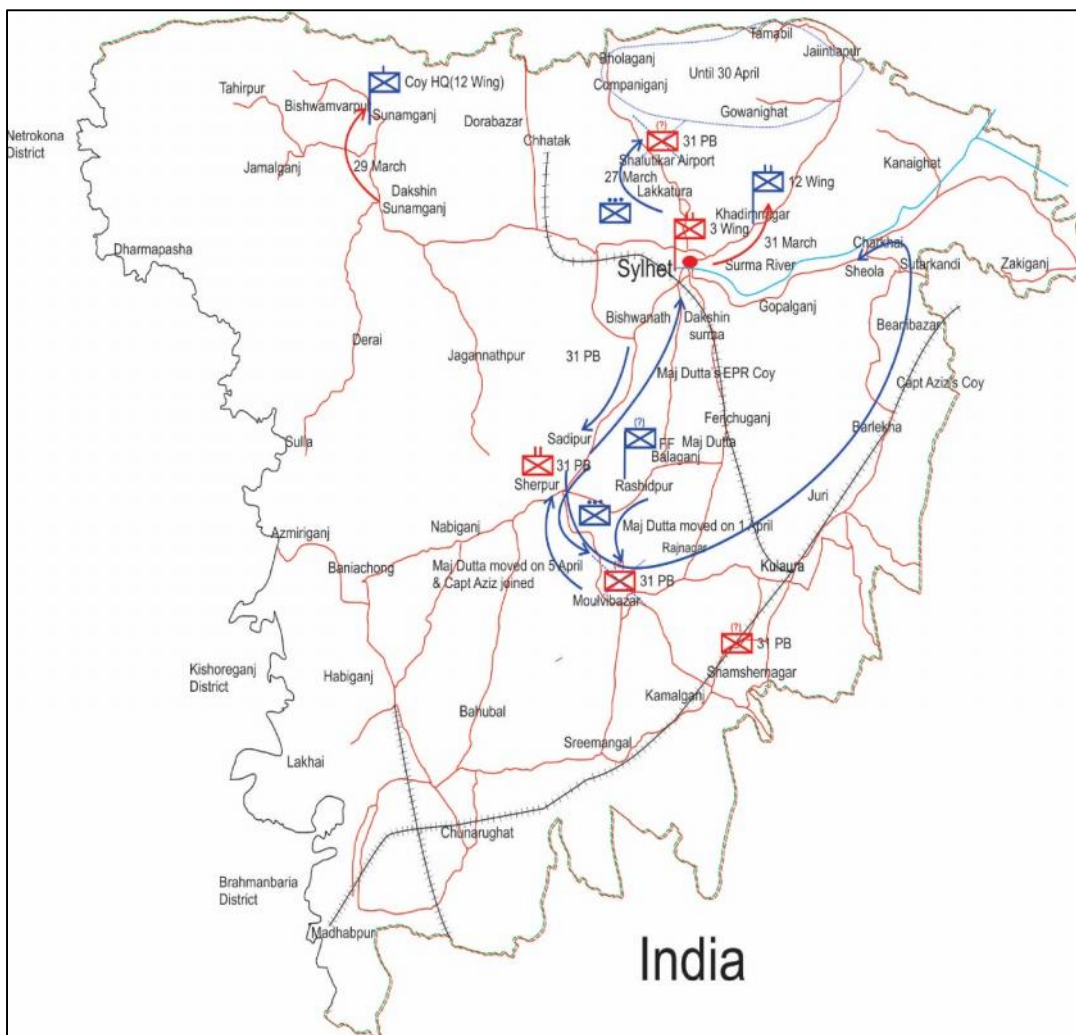 Tamabil
Jaiintiapur
Bholaganj
Until 30 April
Companiganj
Tahirpur
Coy HQ(12 Wing)
Bishwamvarpur
Sunamganj
Dorabazar
Gowanighat
Netrokona
District
Chhatak
(?)
31 PB
Shalutikar Airport
Kanaighat
Jamalganj
29 March
27 March
Lakkatura
12 Wing
Dakshin
Sunamganj
Khadimnagar
3 Wing
31 March
Charkhai
Dharmapasha
Sylhet
Surma River
Sheola
Sutarkandi
Zakiganj
Gopalganj
Bishwanath
Dakshin
surma
Bearibazar
Derai
Jagannathpur
31 PB
Maj Dutta's EPR Coy
Capt Aziz's Coy
Fenchuganj
Barlekha
Sulla
Sadipur
(?)
FF
Maj Dutta
Balaganj
31 PB
Sherpur
Rashidpur
Juri
Nabiganj
Maj Dutta moved on 1 April
Azmiriganj
Rajnagar
Baniachong
Maj Dutta moved on 5 April
& Capt Aziz joined
Kulaura
31 PB
Moulvibazar
(?)
31 PB
Kishoreganj
District
Habiganj
Shamshernagar
Kamalganj
Bahubal
Sreemangal
Lakhai
Chunarughat
Brahmanbaria
District
Madhabpur
India